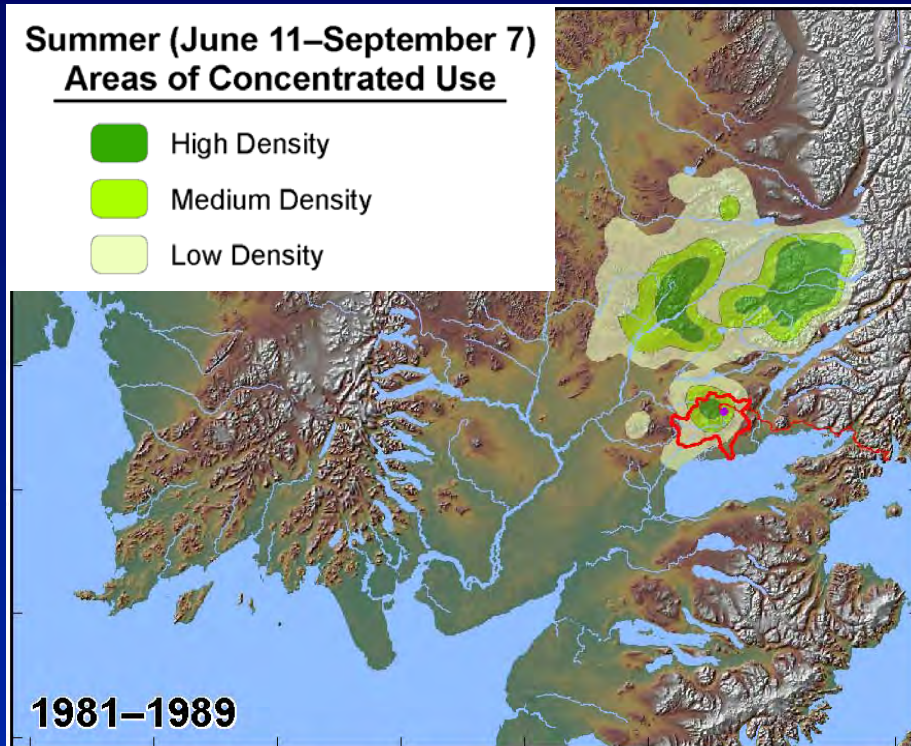 Summer (June 11–September 7)
Areas of Concentrated Use
High Density
Medium Density
Low Density
1981–1989